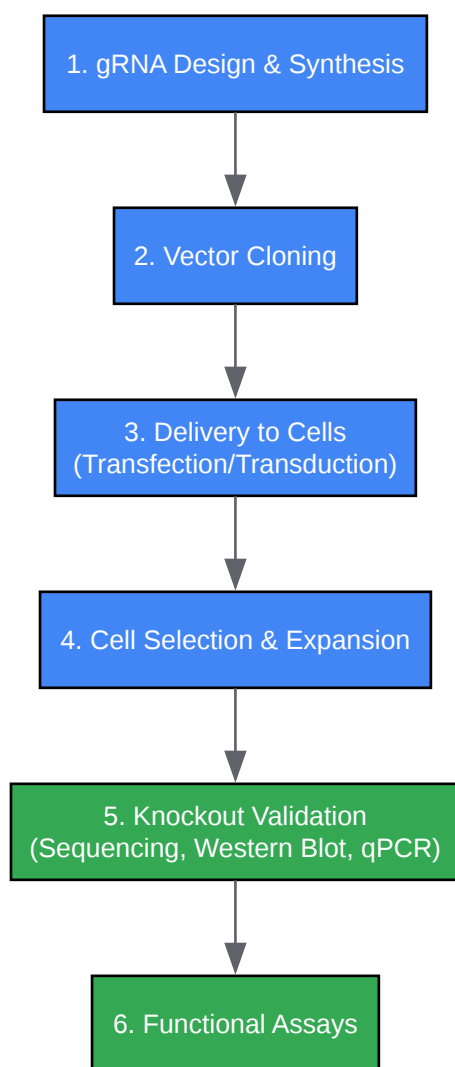 1. gRNA Design & Synthesis
2. Vector Cloning
3. Delivery to Cells
(Transfection/Transduction)
4. Cell Selection & Expansion
5. Knockout Validation
(Sequencing, Western Blot, qPCR)
6. Functional Assays